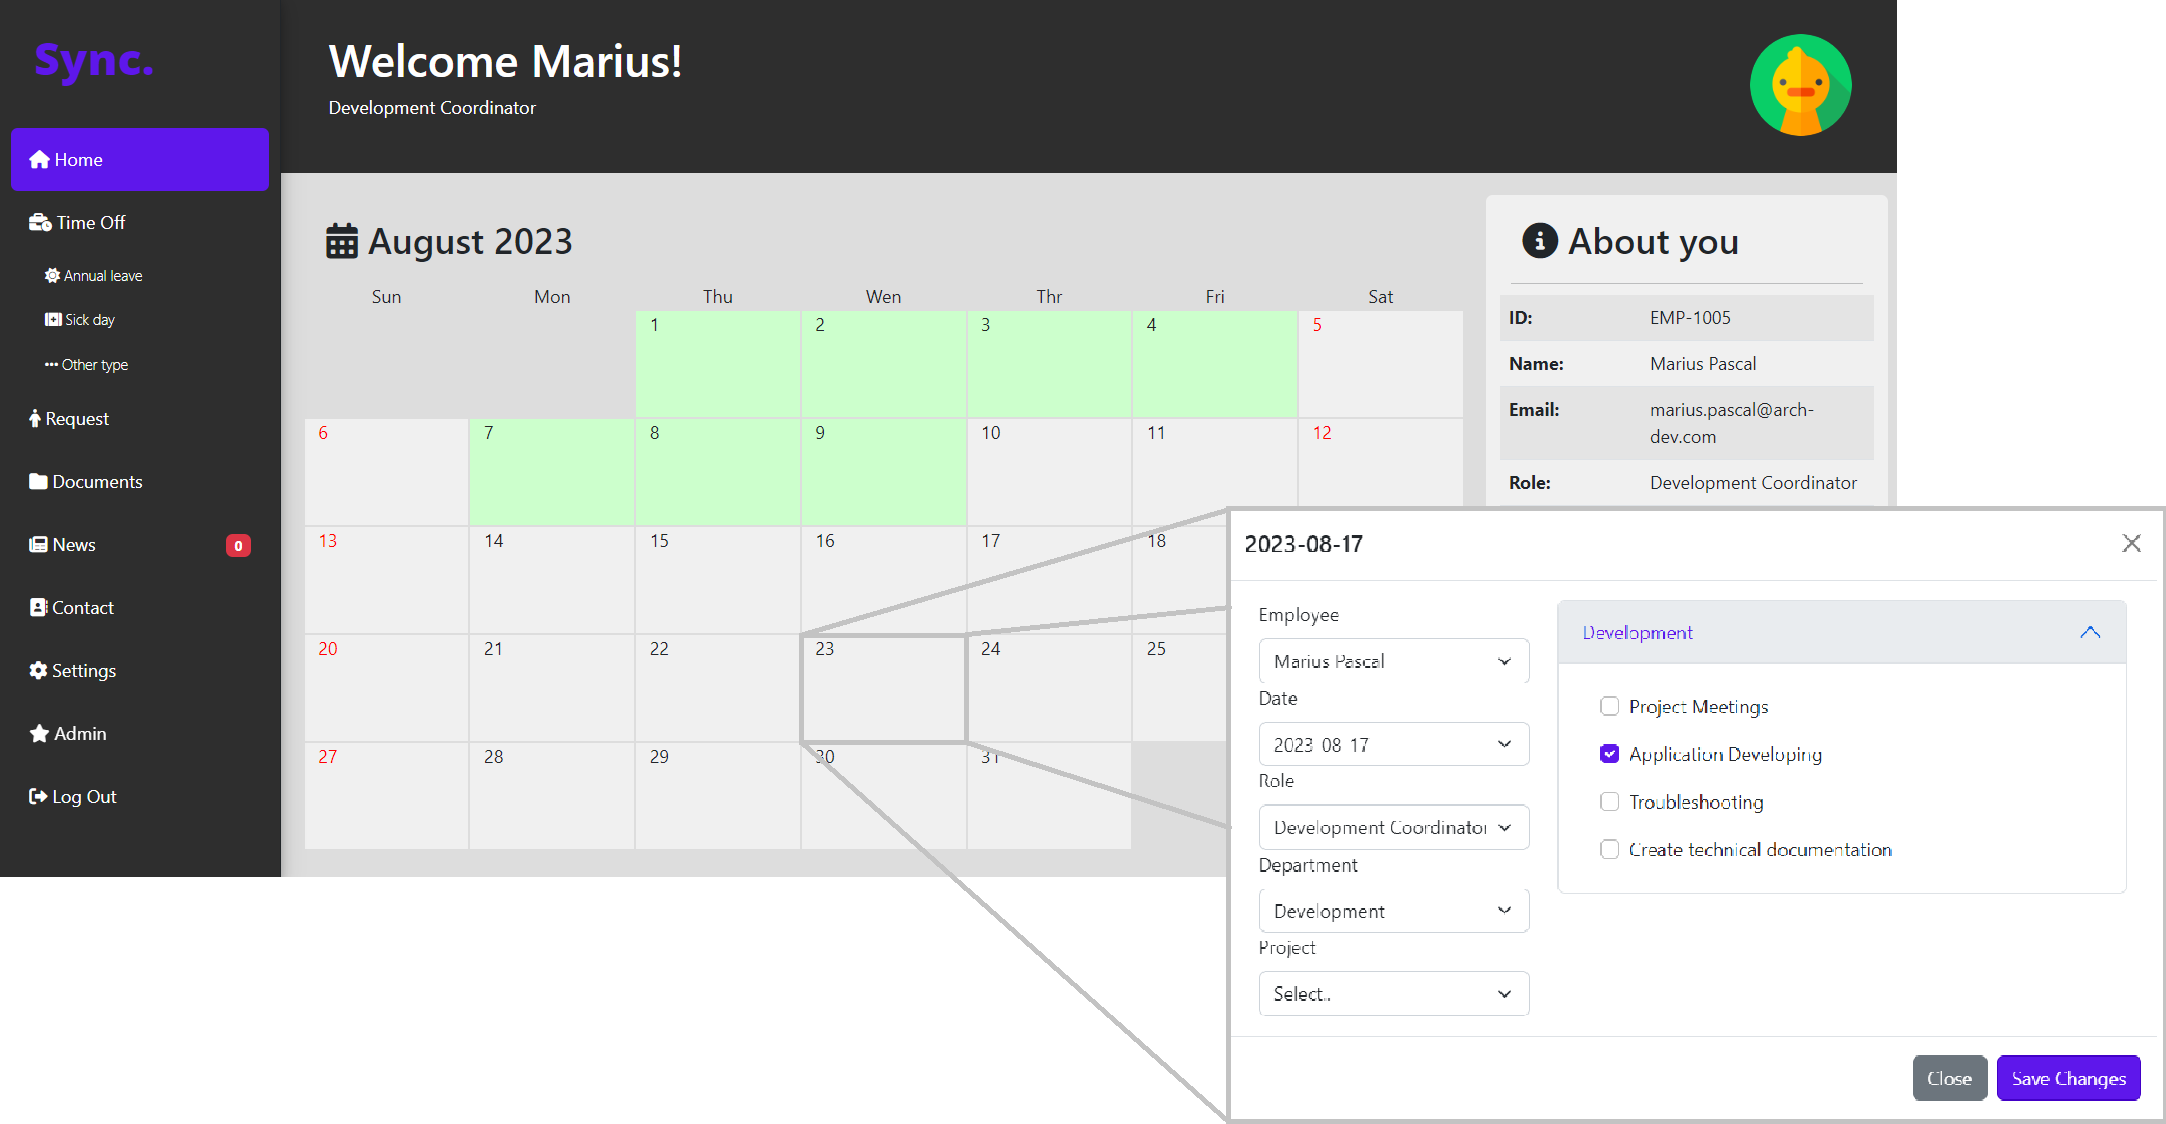 Sync.
Home
Time Off
Annual leave
Sick day
Other type
Request
Documents
News 0
Contact
Settings
Admin
Log Out
Welcome Marius!
Development Coordinator
August 2023
Sun Mon Thu Wen Thr Fri Sat
1 2 3 4 5
6 7 8 9 10 11 12
13 14 15 16 17 18
20 21 22 23 24 25
27 28 29 30 31
About you
ID: EMP-1005
Name: Marius Pascal
Email: marius.pascal@arch-
dev.com
Role: Development Coordinator
2023-08-17
Employee
Marius Pascal
Date
2023-08-17
Role
Development Coordinator
Department
Development
Project
Select..
Development
Project Meetings
Application Developing
Troubleshooting
Create technical documentation
Close Save Changes